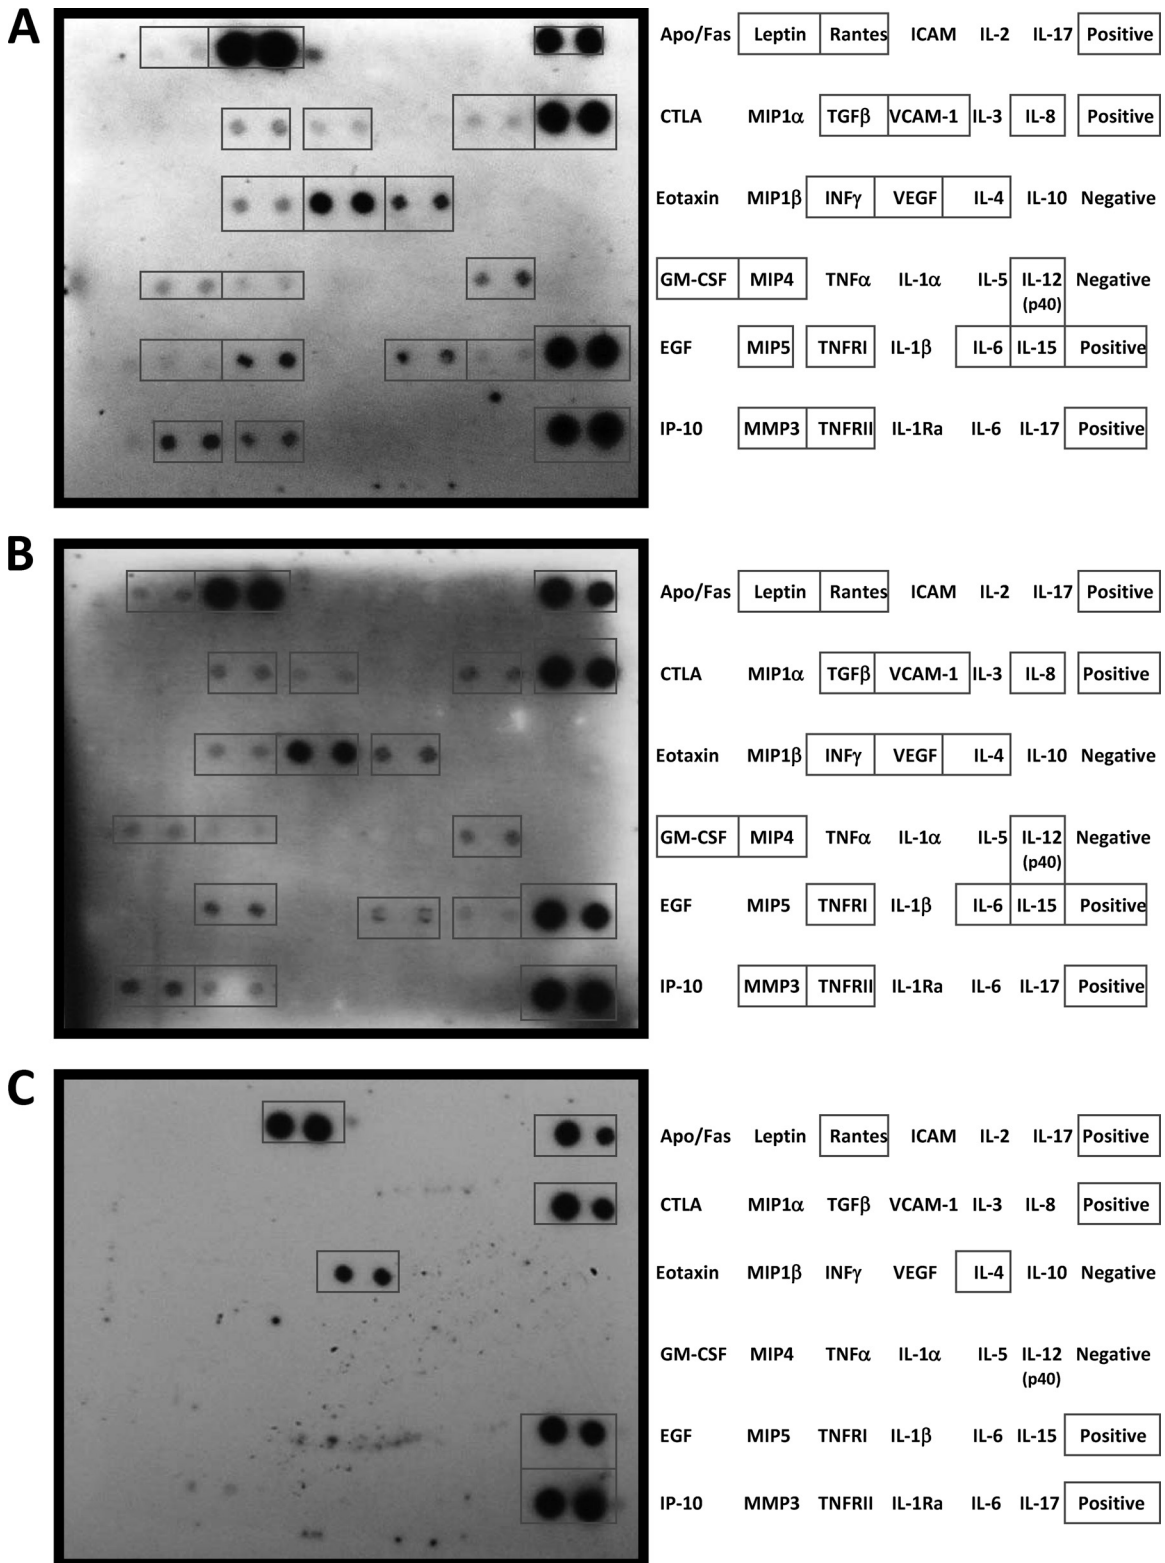 A
Apo/Fas Leptin Rantes ICAM IL-2 IL-17 Positive
CTLA MIP1α TGFβ VCAM-1 IL-3 IL-8 Positive
Eotaxin MIP1β INFγ VEGF IL-4 IL-10 Negative
GM-CSF MIP4 TNFα IL-1α IL-5 IL-12 Negative
(p40)
EGF MIP5 TNFRI IL-1β IL-6 IL-15 Positive
IP-10 MMP3 TNFRII IL-1Ra IL-6 IL-17 Positive
B
Apo/Fas Leptin Rantes ICAM IL-2 IL-17 Positive
CTLA MIP1α TGFβ VCAM-1 IL-3 IL-8 Positive
Eotaxin MIP1β INFγ VEGF IL-4 IL-10 Negative
GM-CSF MIP4 TNFα IL-1α IL-5 IL-12 Negative
(p40)
EGF MIP5 TNFRI IL-1β IL-6 IL-15 Positive
IP-10 MMP3 TNFRII IL-1Ra IL-6 IL-17 Positive
C
Apo/Fas Leptin Rantes ICAM IL-2 IL-17 Positive
CTLA MIP1α TGFβ VCAM-1 IL-3 IL-8 Positive
Eotaxin MIP1β INFγ VEGF IL-4 IL-10 Negative
GM-CSF MIP4 TNFα IL-1α IL-5 IL-12 Negative
(p40)
EGF MIP5 TNFRI IL-1β IL-6 IL-15 Positive
IP-10 MMP3 TNFRII IL-1Ra IL-6 IL-17 Positive